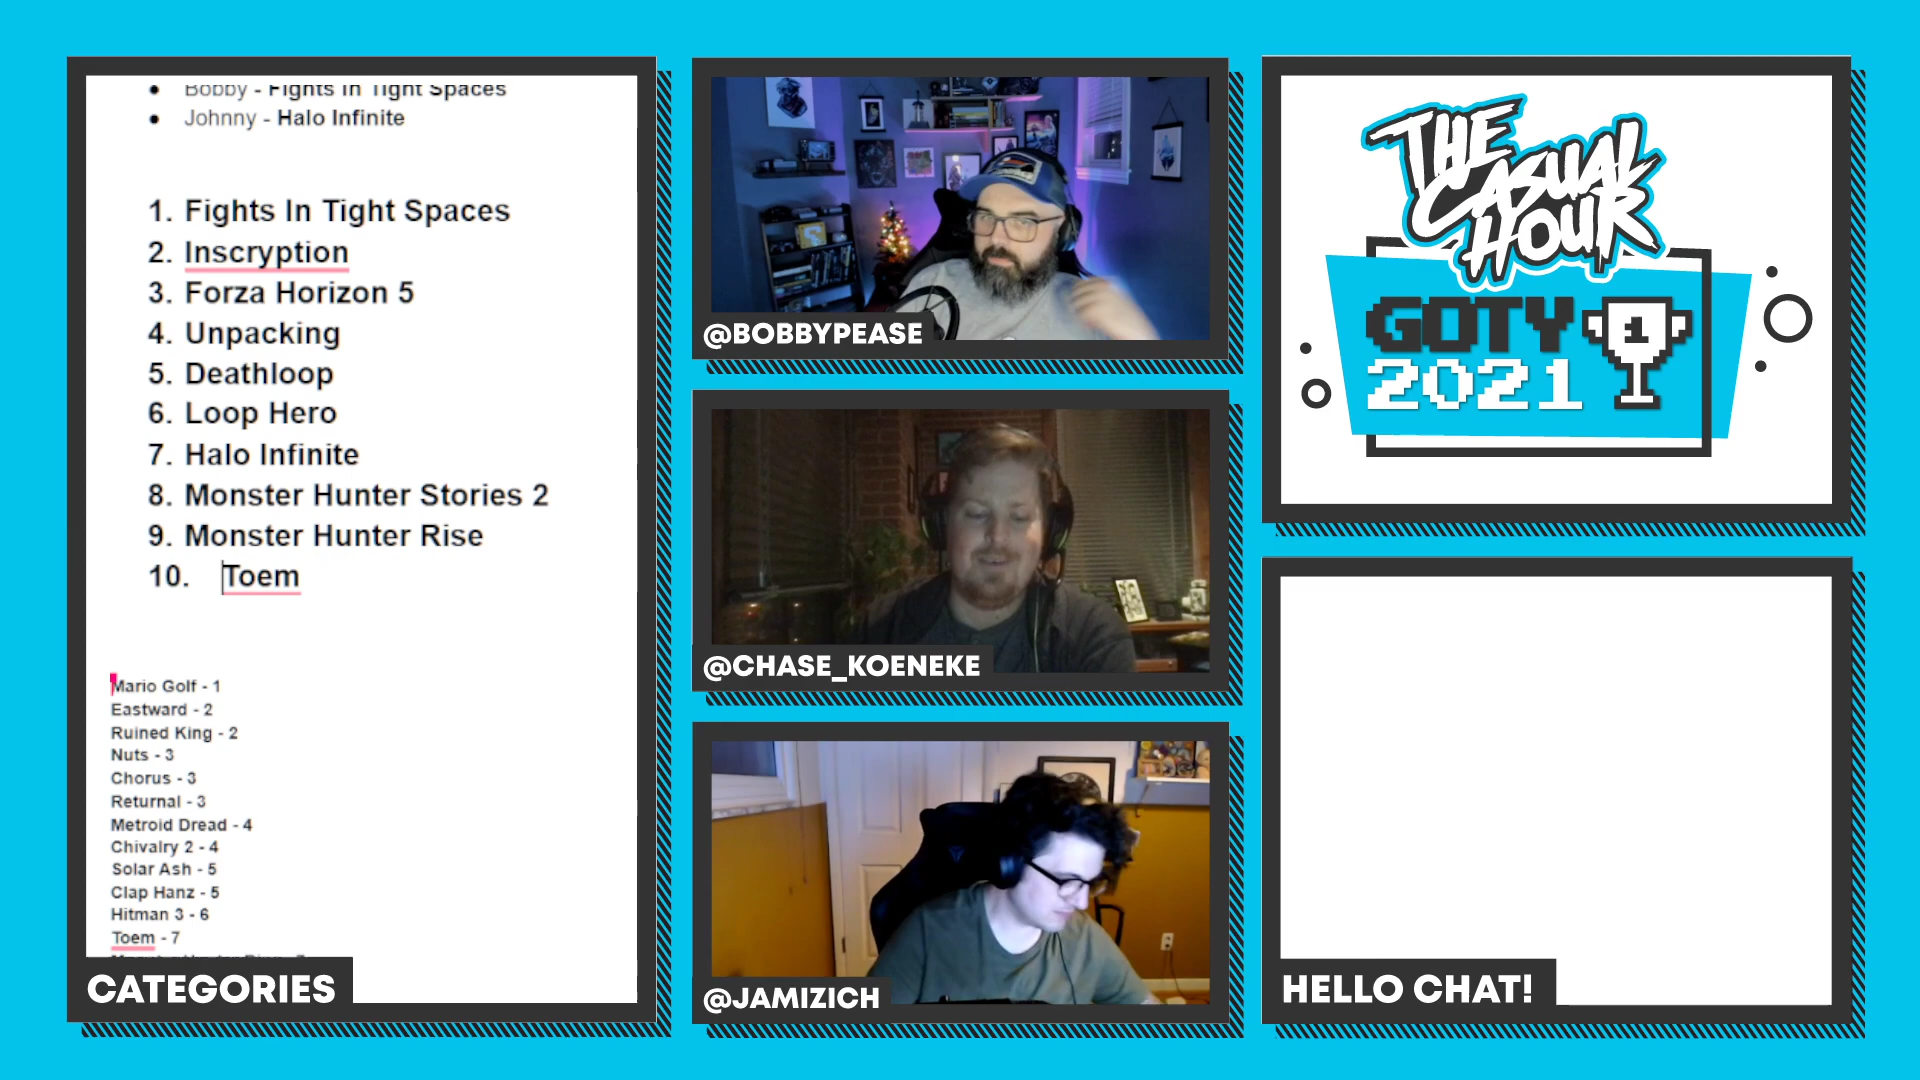 Bobby - Fights In Tight Spaces
Johnny - Halo Infinite
1. Fights In Tight Spaces
2. Inscryption
3. Forza Horizon 5
4. Unpacking
5. Deathloop
6. Loop Hero
7. Halo Infinite
8. Monster Hunter Stories 2
9. Monster Hunter Rise
10. Toem
Mario Golf - 1
Eastward - 2
Ruined King - 2
Nuts - 3
Chorus - 3
Returnal - 3
Metroid Dread - 4
Chivalry 2 - 4
Solar Ash - 5
Clap Hanz - 5
Hitman 3 - 6
Toem - 7
CATEGORIES
@BOBBYPEASE
@CHASE_KOENEKE
@JAMIZICH
THE
CASUAL
HOUR
GOTY 1
2021
HELLO CHAT!